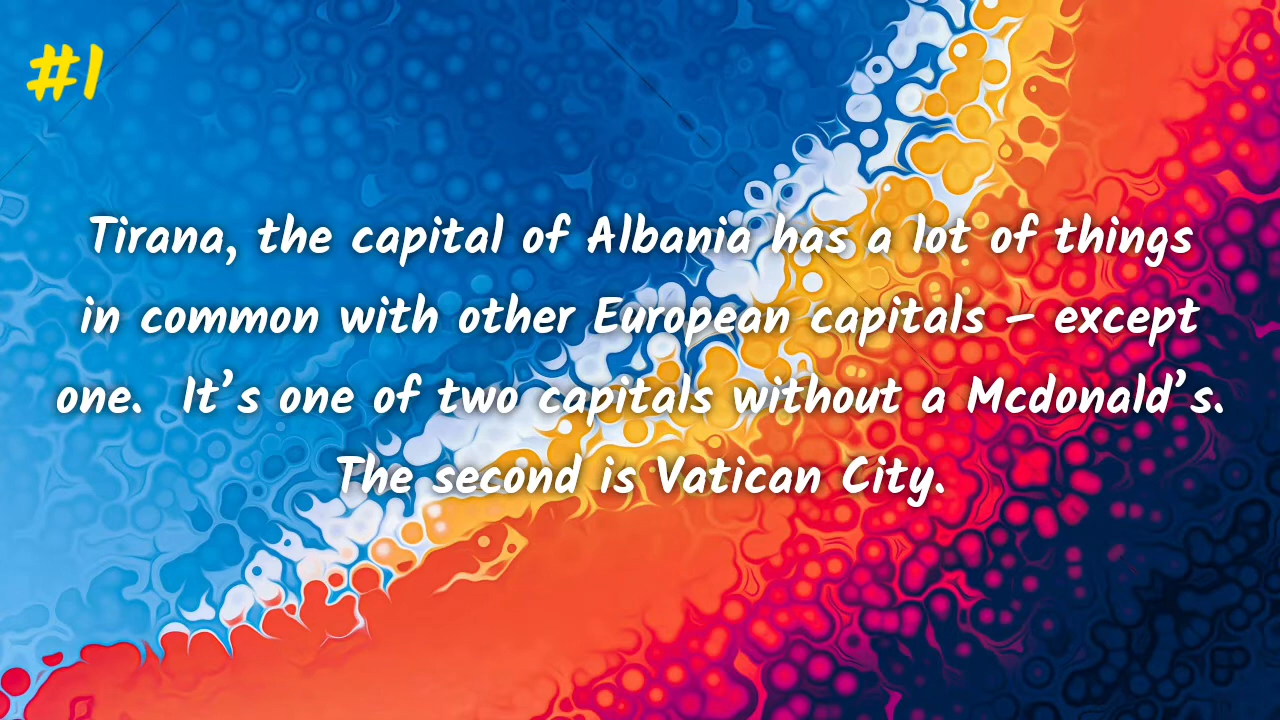 #1
Tirana, the capital of Albania has a lot of things
in common with other European capitals – except
one.  It’s one of two capitals without a Mcdonald’s.
The second is Vatican City.